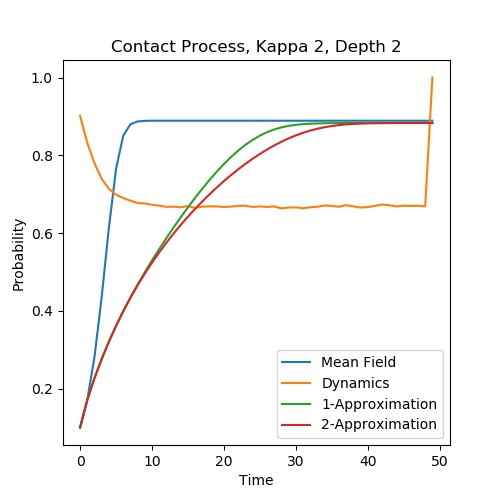 Contact Process, Kappa 2, Depth 2
1.0
0.8
0.6
0.4
0.2
Probability
0
10
20
30
40
50
Time
Mean Field
Dynamics
1-Approximation
2-Approximation